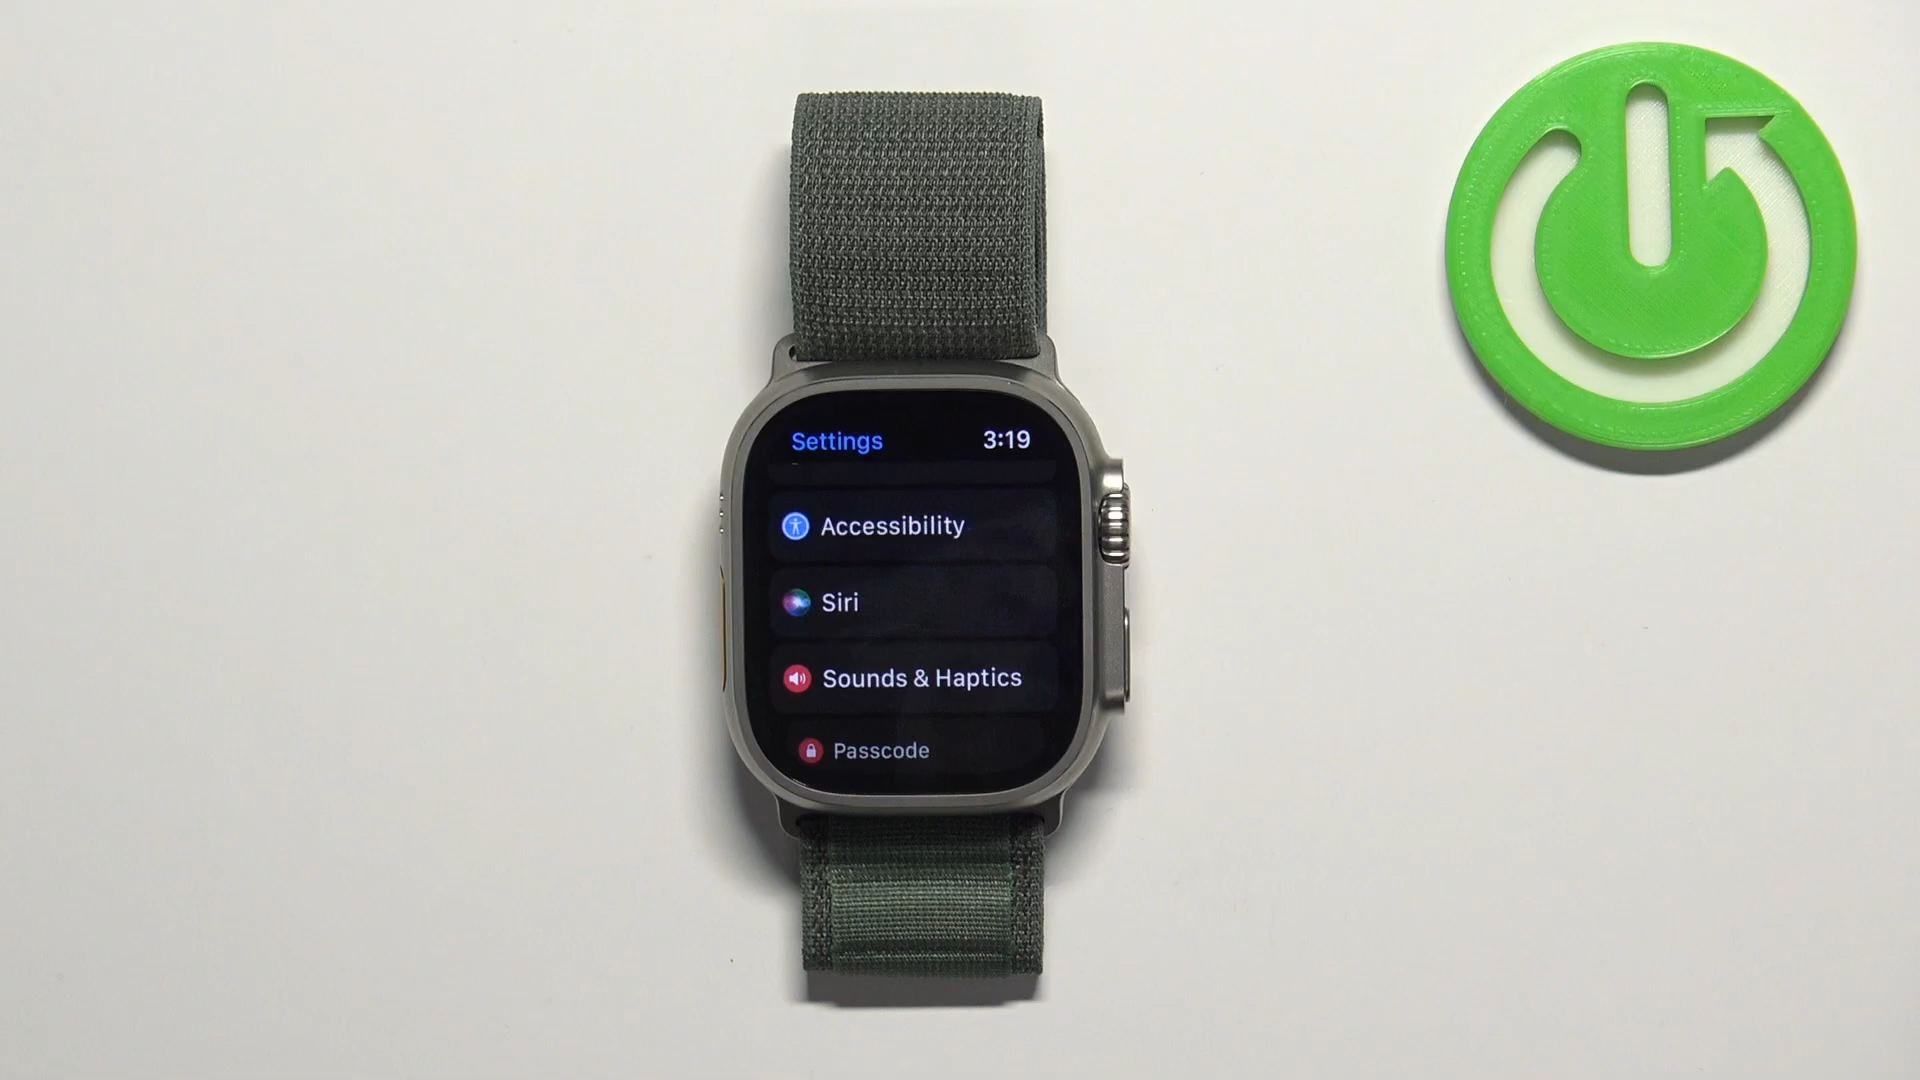 Settings 3:19
Accessibility
Siri
Sounds & Haptics
Passcode